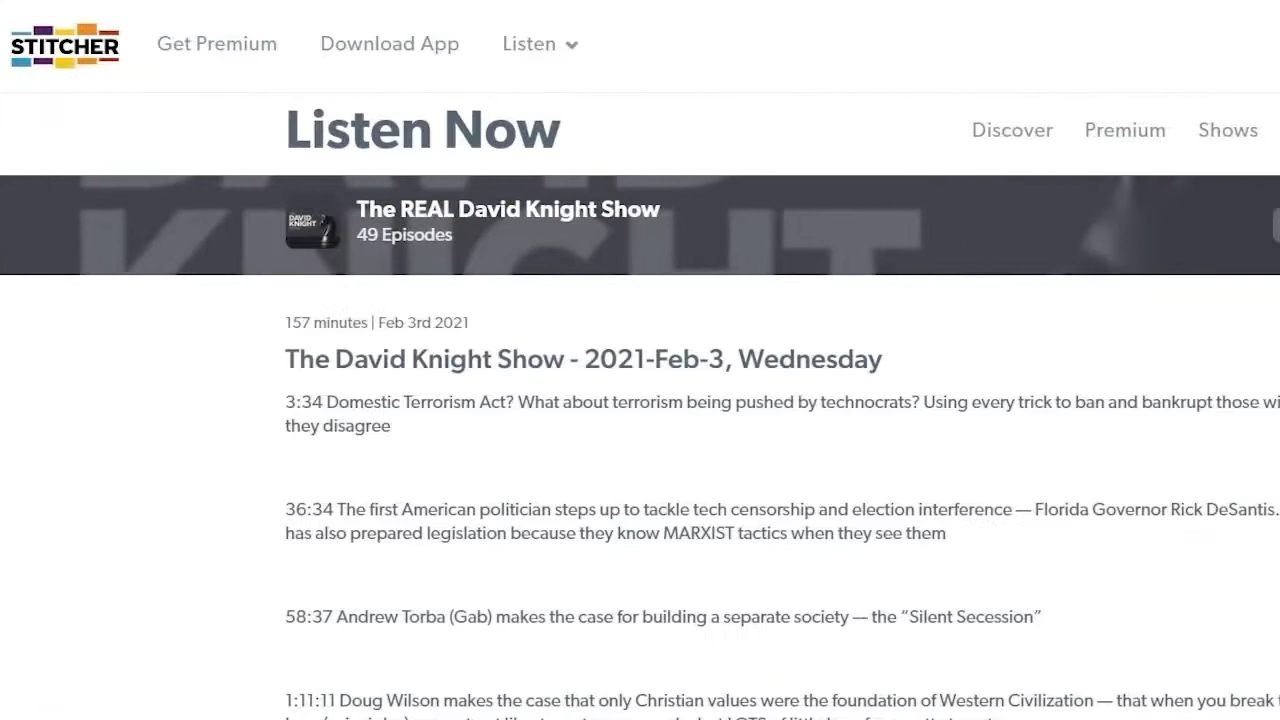 STITCHER Get Premium Download App Listen
Listen Now Discover Premium Shows
DAVID
KNIGHT
DAVID
KNIGHT
The REAL David Knight Show
49 Episodes
157 minutes | Feb 3rd 2021
The David Knight Show - 2021-Feb-3, Wednesday
3:34 Domestic Terrorism Act? What about terrorism being pushed by technocrats? Using every trick to ban and bankrupt those
they disagree
36:34 The first American politician steps up to tackle tech censorship and election interference — Florida Governor Rick DeSantis.
has also prepared legislation because they know MARXIST tactics when they see them
58:37 Andrew Torba (Gab) makes the case for building a separate society — the “Silent Secession”
1:11:11 Doug Wilson makes the case that only Christian values were the foundation of Western Civilization — that when you break